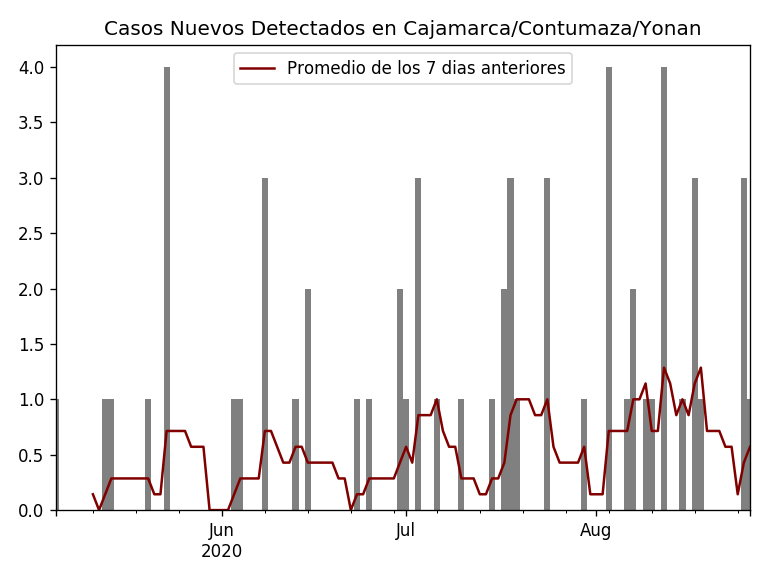 Casos Nuevos Detectados en Cajamarca/Contumaza/Yonan
Promedio de los 7 dias anteriores
4.0
3.5
3.0
2.5
2.0
1.5
1.0
0.5
0.0
Jun
2020
Jul
Aug